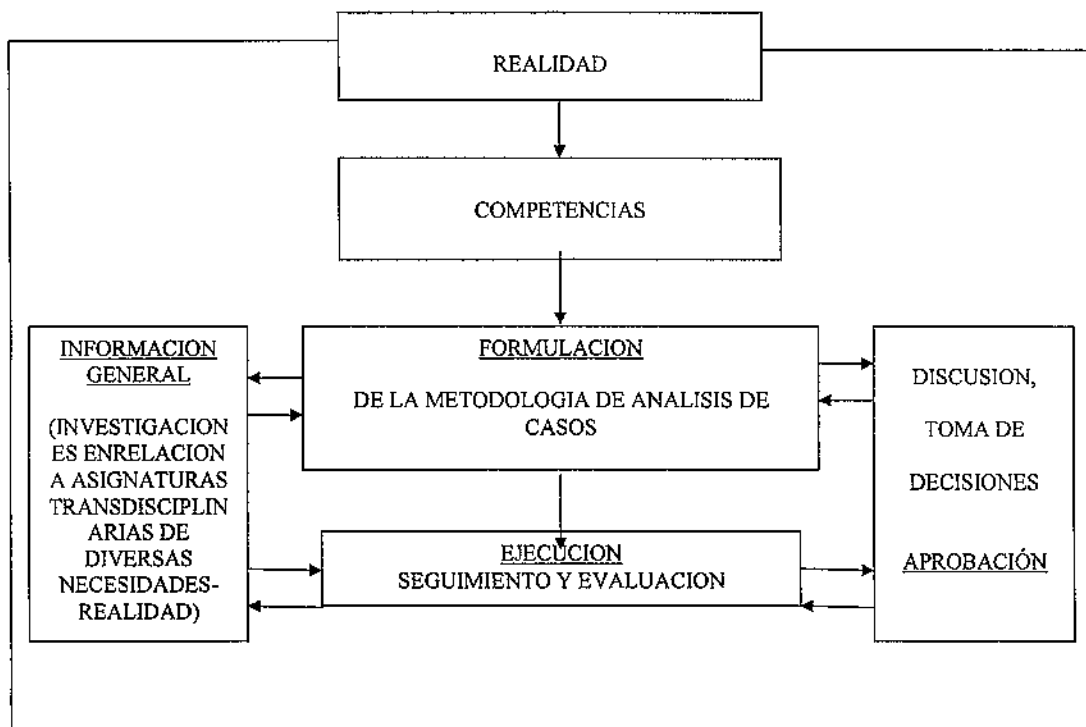 REALIDAD
COMPETENCIAS
INFORMACION
GENERAL
(INVESTIGACION
ES ENRELACION
A ASIGNATURAS
TRANSDISCIPLIN
ARIAS DE
DIVERSAS
NECESIDADES-
REALIDAD)
FORMULACION
DE LA METODOLOGIA DE ANALISIS DE
CASOS
EJECUCION
SEGUIMIENTO Y EVALUACION
DISCUSION,
TOMA DE
DECISIONES
APROBACIÓN